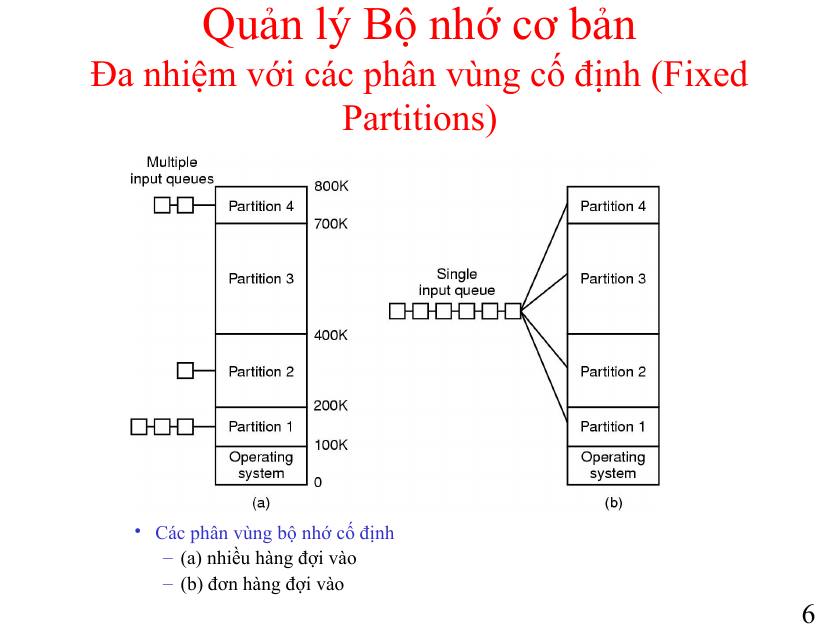 Quản lý Bộ nhớ cơ bản
Đa nhiệm với các phân vùng cố định (Fixed
Partitions)
Multiple
input queues
800K
Partition 4
700K
Partition 3
400K
Partition 2
200K
Partition 1
100K
Operating
system
0
(a)
Single
input queue
Partition 4
Partition 3
Partition 2
Partition 1
Operating
system
(b)
• Các phân vùng bộ nhớ cố định
– (a) nhiều hàng đợi vào
– (b) đơn hàng đợi vào
6